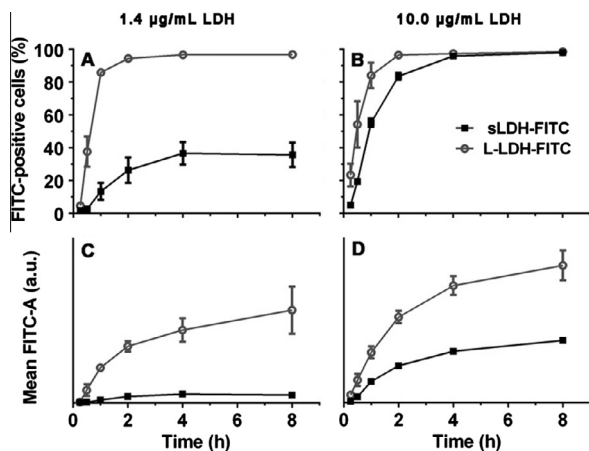 1.4 µg/mL LDH
10.0 µg/mL LDH
FITC-positive cells (%)
100
80
60
40
20
0
A
B
sLDH-FITC
L-LDH-FITC
Mean FITC-A (a.u.)
C
D
0 2 4 6 8
0 2 4 6 8
Time (h)
Time (h)